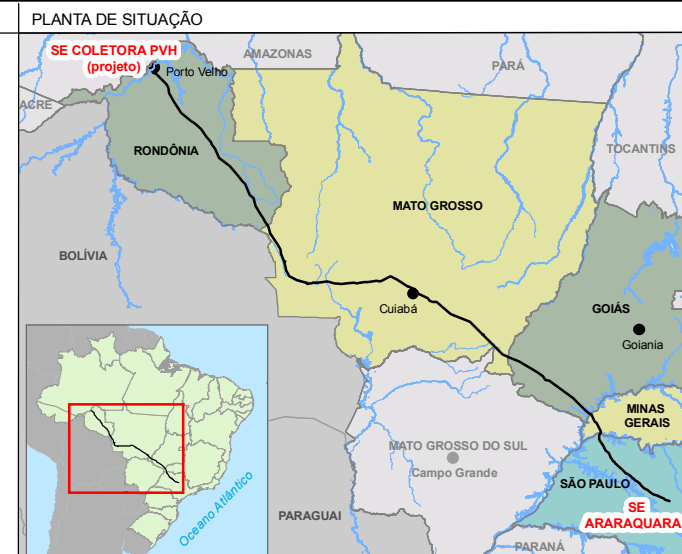 PLANTA DE SITUAÇÃO
SE COLETORA PVH
(projeto)
Porto Velho
AMAZONAS
PARÁ
ACRE
TOCANTINS
RONDÔNIA
MATO GROSSO
BOLÍVIA
Cuiabá
GOIÁS
Goiania
MINAS
GERAIS
MATO GROSSO DO SUL
Campo Grande
SÃO PAULO
SE
ARARAQUARA
PARAGUAI
PARANÁ
Oceano Atlântico